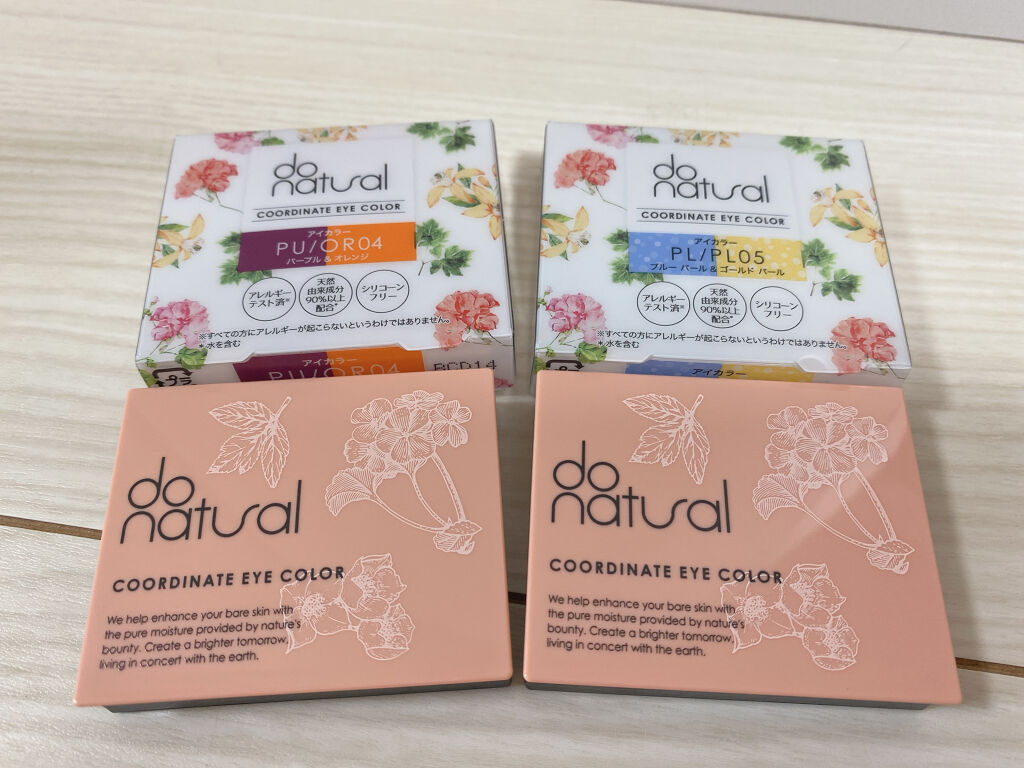 do
natural
COORDINATE EYE COLOR
アイカラー
PU/OR04
パープル & オレンジ
アレルギー
テスト済*
天然
由来成分
90%以上
配合*
シリコーン
フリー
※すべての方にアレルギーが起こらないというわけではありません。
*水を含む
アイカラー
PU/OR04
BCD14
do
natural
COORDINATE EYE COLOR
アイカラー
PL/PL05
ブルー パール & ゴールド パール
アレルギー
テスト済*
天然
由来成分
90%以上
配合*
シリコーン
フリー
※すべての方にアレルギーが起こらないというわけではありません。
*水を含む
アイカラー
do
natural
COORDINATE EYE COLOR
We help enhance your bare skin with
the pure moisture provided by nature's
bounty. Create a brighter tomorrow,
living in concert with the earth.
do
natural
COORDINATE EYE COLOR
We help enhance your bare skin with
the pure moisture provided by nature's
bounty. Create a brighter tomorrow,
living in concert with the earth.